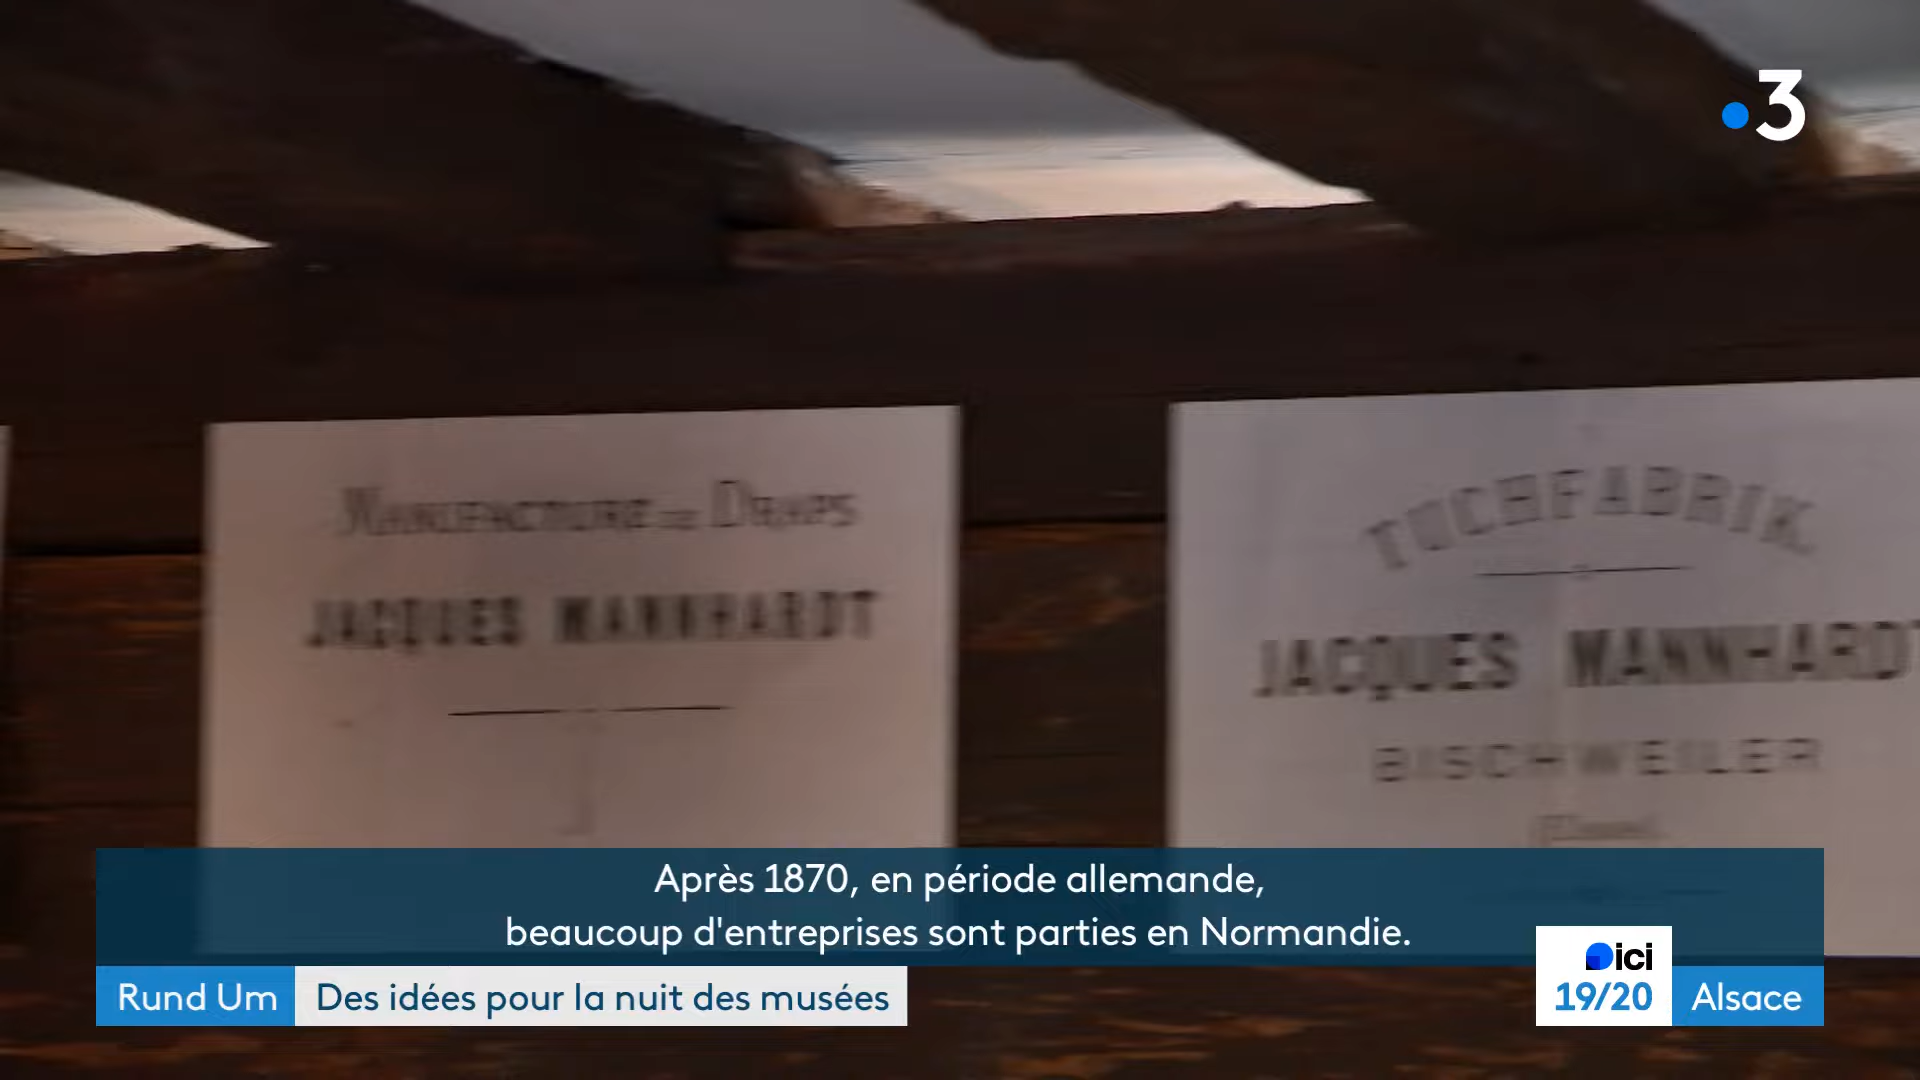 3
MANUFACTURE DE DRAPS
JACQUES MANNHARDT
TUCHFABRIK
JACQUES MANNHARDT
BISCHWEILER
Après 1870, en période allemande,
beaucoup d'entreprises sont parties en Normandie.
ici
Rund Um Des idées pour la nuit des musées 19/20 Alsace